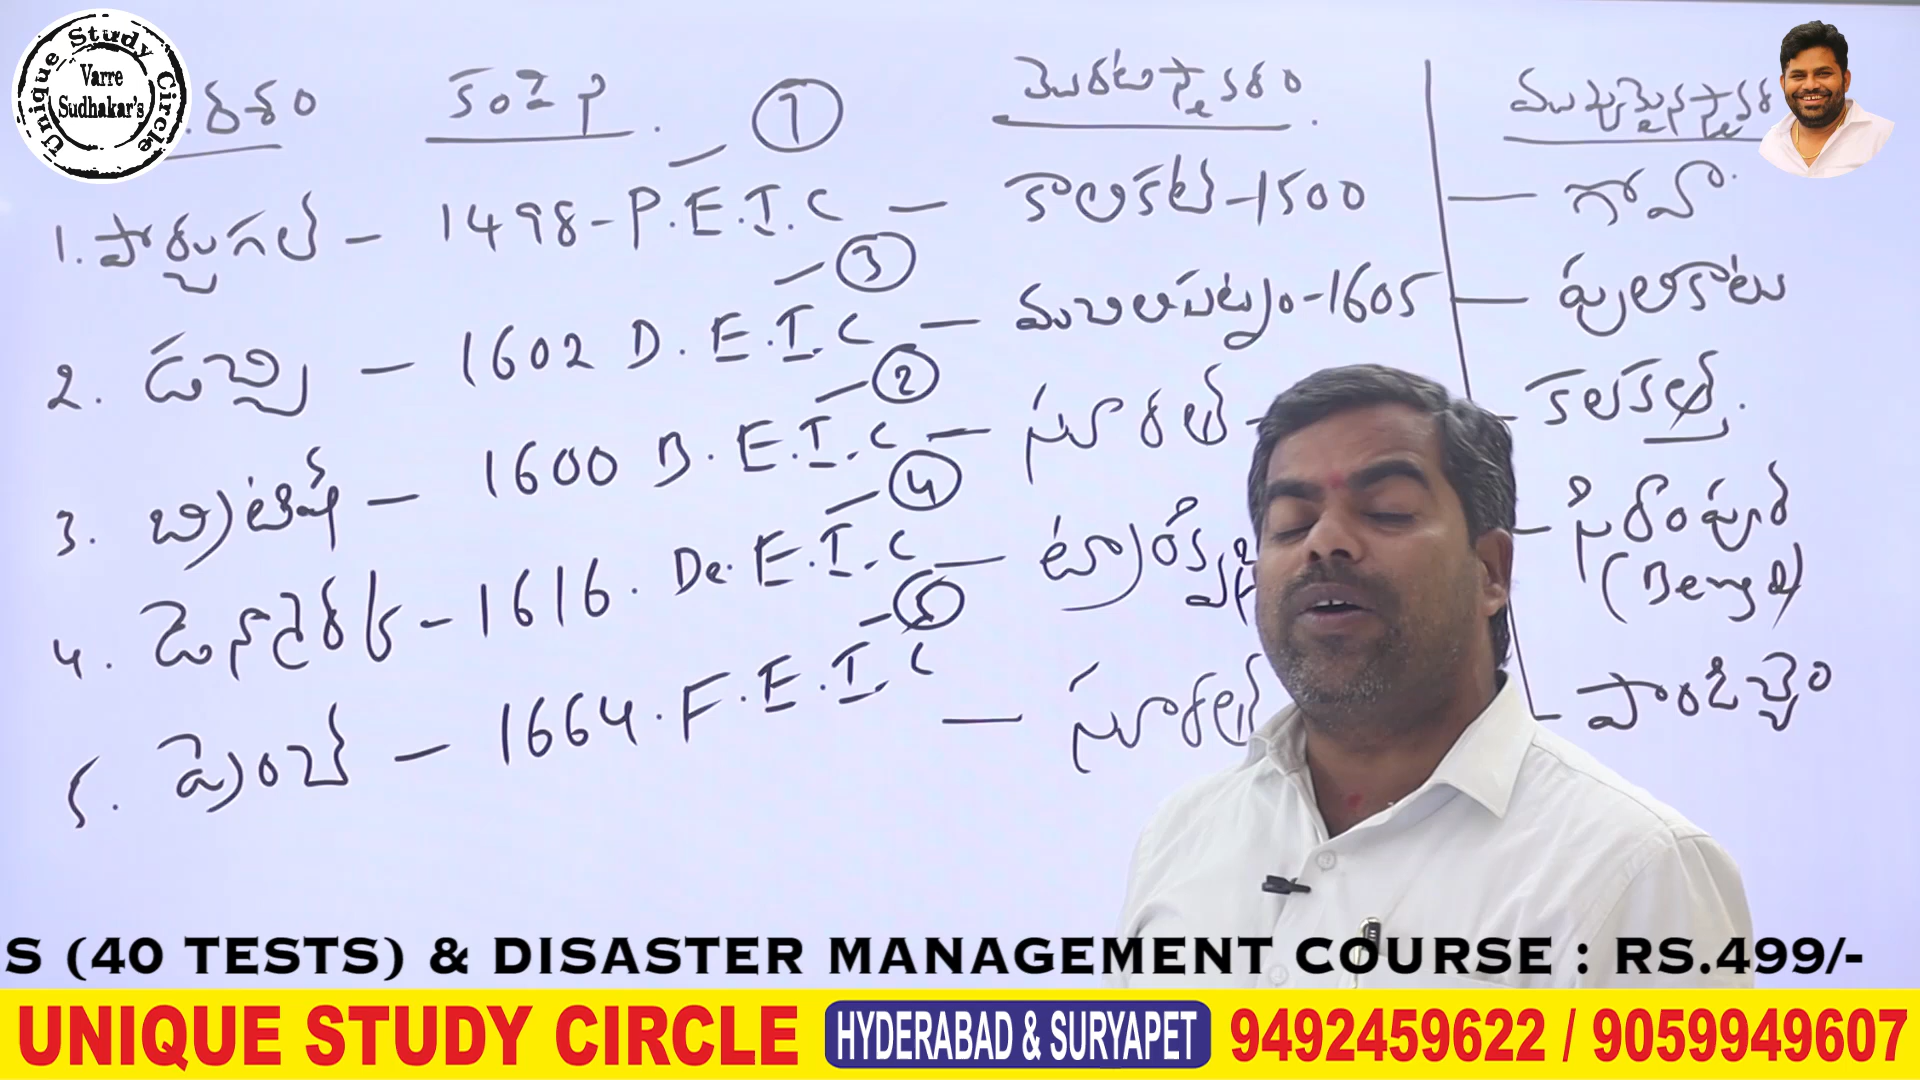 Unique Study Circle
Varre
Sudhakar's
దేశం కంపెనీ ① మొదటి స్థావరం ముఖ్యమైన స్థావర
1. పోర్చుగల్ - 1498 - P.E.I.C - కాలికట్ - 1500 - గోవా
③
2. డచ్చి - 1602 D.E.I.C - మచిలీపట్నం - 1605 - పులికాట్
②
3. బ్రిటిష్ - 1600 B.E.I.C - సూరత్ - కలకత్తా.
④
4. డెన్మార్క్ - 1616. De.E.I.C - - సిరంపూర్
(Bengal)
⑤
5. ఫ్రెంచ్ - 1664. F.E.I.C - సూరత్ - పాండిచ్చేరి
S (40 TESTS) & DISASTER MANAGEMENT COURSE : RS.499/-
UNIQUE STUDY CIRCLE HYDERABAD & SURYAPET 9492459622 / 9059949607